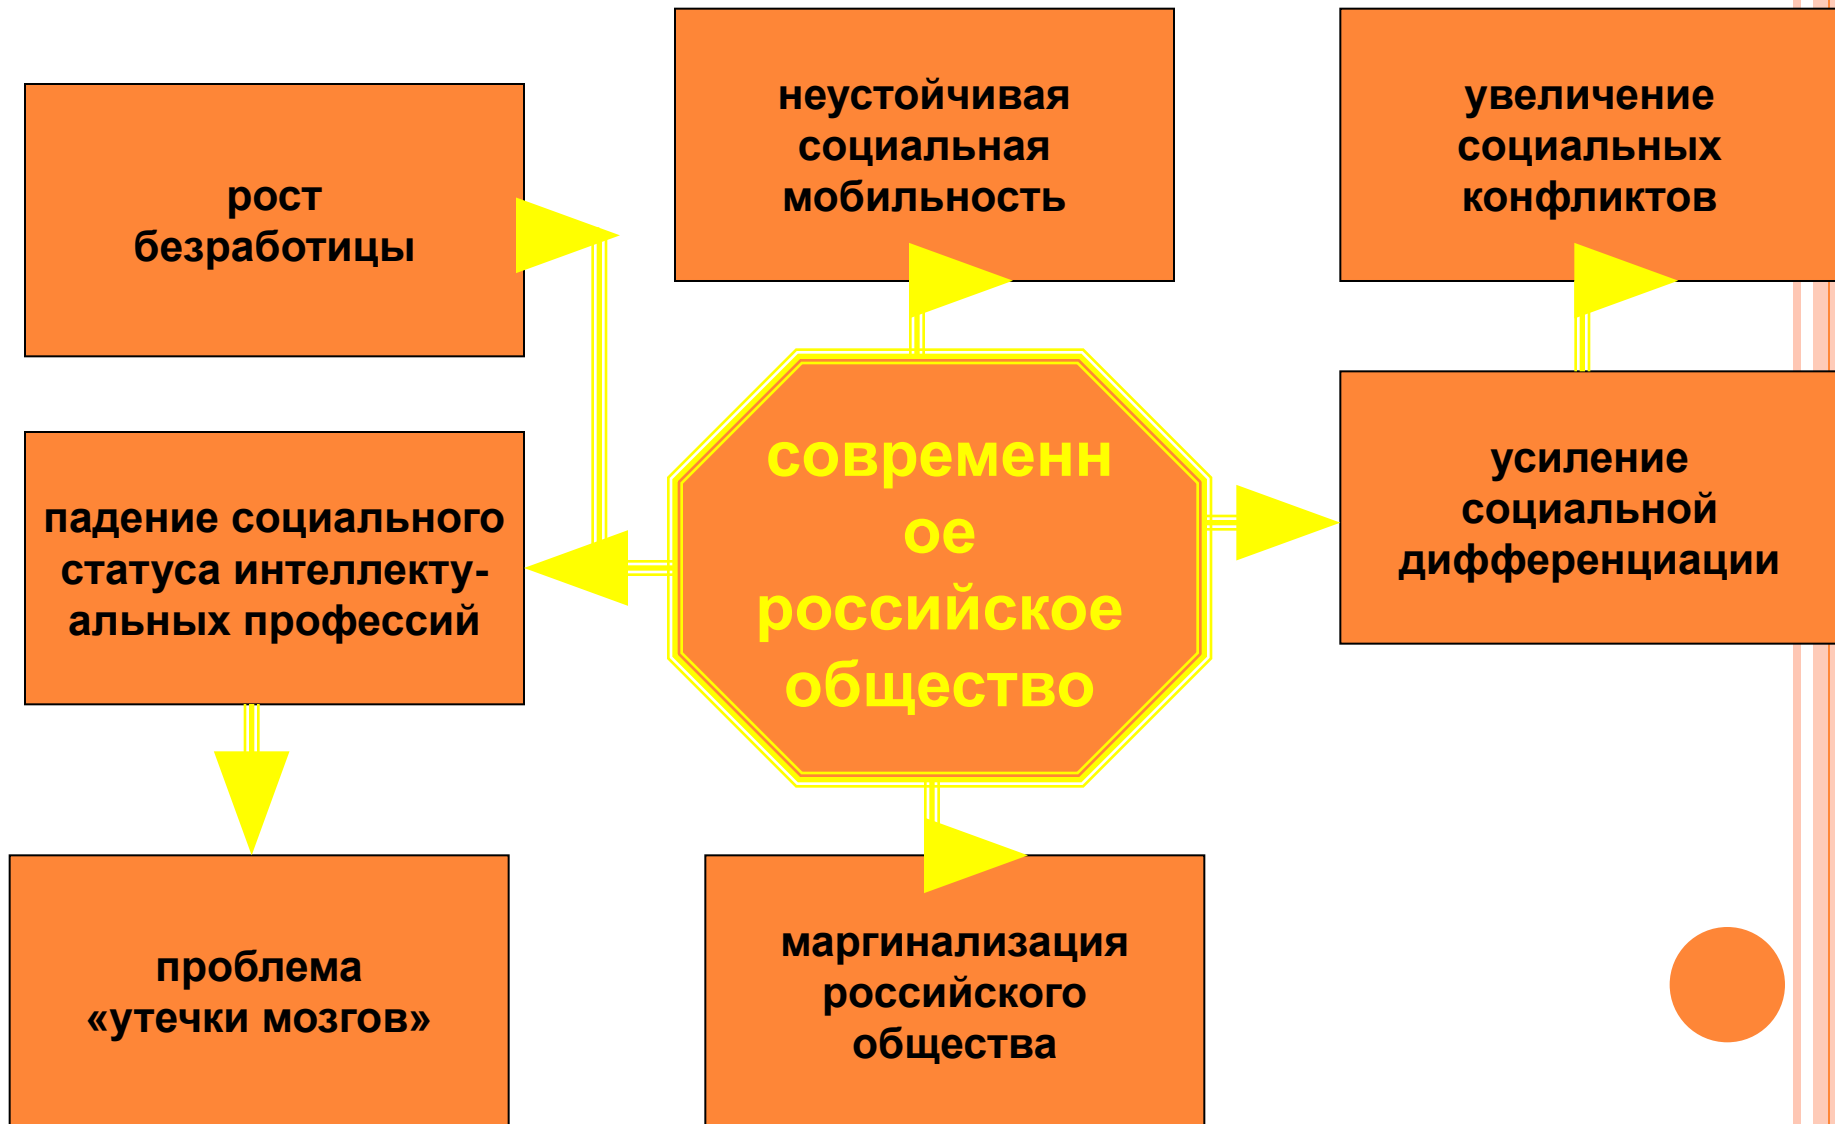 рост
безработицы
неустойчивая
социальная
мобильность
увеличение
социальных
конфликтов
падение социального
статуса интеллекту-
альных профессий
современн
ое
российское
общество
усиление
социальной
дифференциации
проблема
«утечки мозгов»
маргинализация
российского
общества